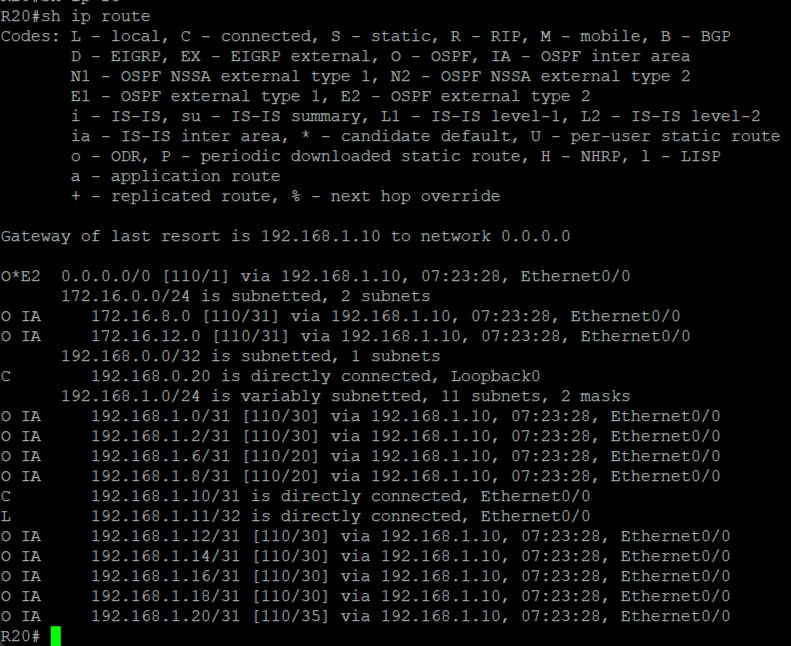 R20#sh ip route
Codes: L - local, C - connected, S - static, R - RIP, M - mobile, B - BGP
       D - EIGRP, EX - EIGRP external, O - OSPF, IA - OSPF inter area
       N1 - OSPF NSSA external type 1, N2 - OSPF NSSA external type 2
       E1 - OSPF external type 1, E2 - OSPF external type 2
       i - IS-IS, su - IS-IS summary, L1 - IS-IS level-1, L2 - IS-IS level-2
       ia - IS-IS inter area, * - candidate default, U - per-user static route
       o - ODR, P - periodic downloaded static route, H - NHRP, l - LISP
       a - application route
       + - replicated route, % - next hop override

Gateway of last resort is 192.168.1.10 to network 0.0.0.0

O*E2  0.0.0.0/0 [110/1] via 192.168.1.10, 07:23:28, Ethernet0/0
      172.16.0.0/24 is subnetted, 2 subnets
O IA     172.16.8.0 [110/31] via 192.168.1.10, 07:23:28, Ethernet0/0
O IA     172.16.12.0 [110/31] via 192.168.1.10, 07:23:28, Ethernet0/0
      192.168.0.0/32 is subnetted, 1 subnets
C        192.168.0.20 is directly connected, Loopback0
      192.168.1.0/24 is variably subnetted, 11 subnets, 2 masks
O IA     192.168.1.0/31 [110/30] via 192.168.1.10, 07:23:28, Ethernet0/0
O IA     192.168.1.2/31 [110/30] via 192.168.1.10, 07:23:28, Ethernet0/0
O IA     192.168.1.6/31 [110/20] via 192.168.1.10, 07:23:28, Ethernet0/0
O IA     192.168.1.8/31 [110/20] via 192.168.1.10, 07:23:28, Ethernet0/0
C        192.168.1.10/31 is directly connected, Ethernet0/0
L        192.168.1.11/32 is directly connected, Ethernet0/0
O IA     192.168.1.12/31 [110/30] via 192.168.1.10, 07:23:28, Ethernet0/0
O IA     192.168.1.14/31 [110/30] via 192.168.1.10, 07:23:28, Ethernet0/0
O IA     192.168.1.16/31 [110/30] via 192.168.1.10, 07:23:28, Ethernet0/0
O IA     192.168.1.18/31 [110/30] via 192.168.1.10, 07:23:28, Ethernet0/0
O IA     192.168.1.20/31 [110/35] via 192.168.1.10, 07:23:28, Ethernet0/0
R20#